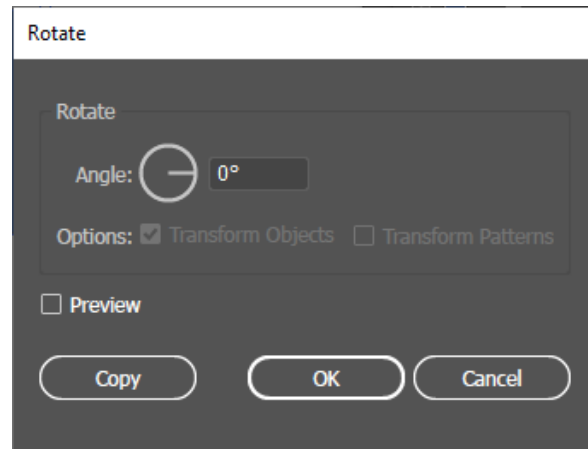 Rotate
Rotate
Angle: 0°
Options: Transform Objects Transform Patterns
Preview
Copy OK Cancel